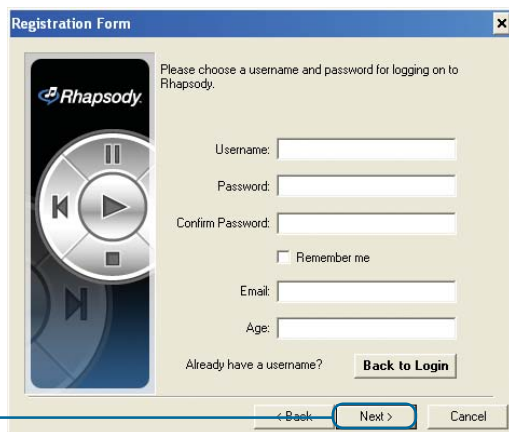 Registration Form
Rhapsody.
Please choose a username and password for logging on to
Rhapsody.
Username:
Password:
Confirm Password:
Remember me
Email:
Age:
Already have a username? Back to Login
< Back Next > Cancel